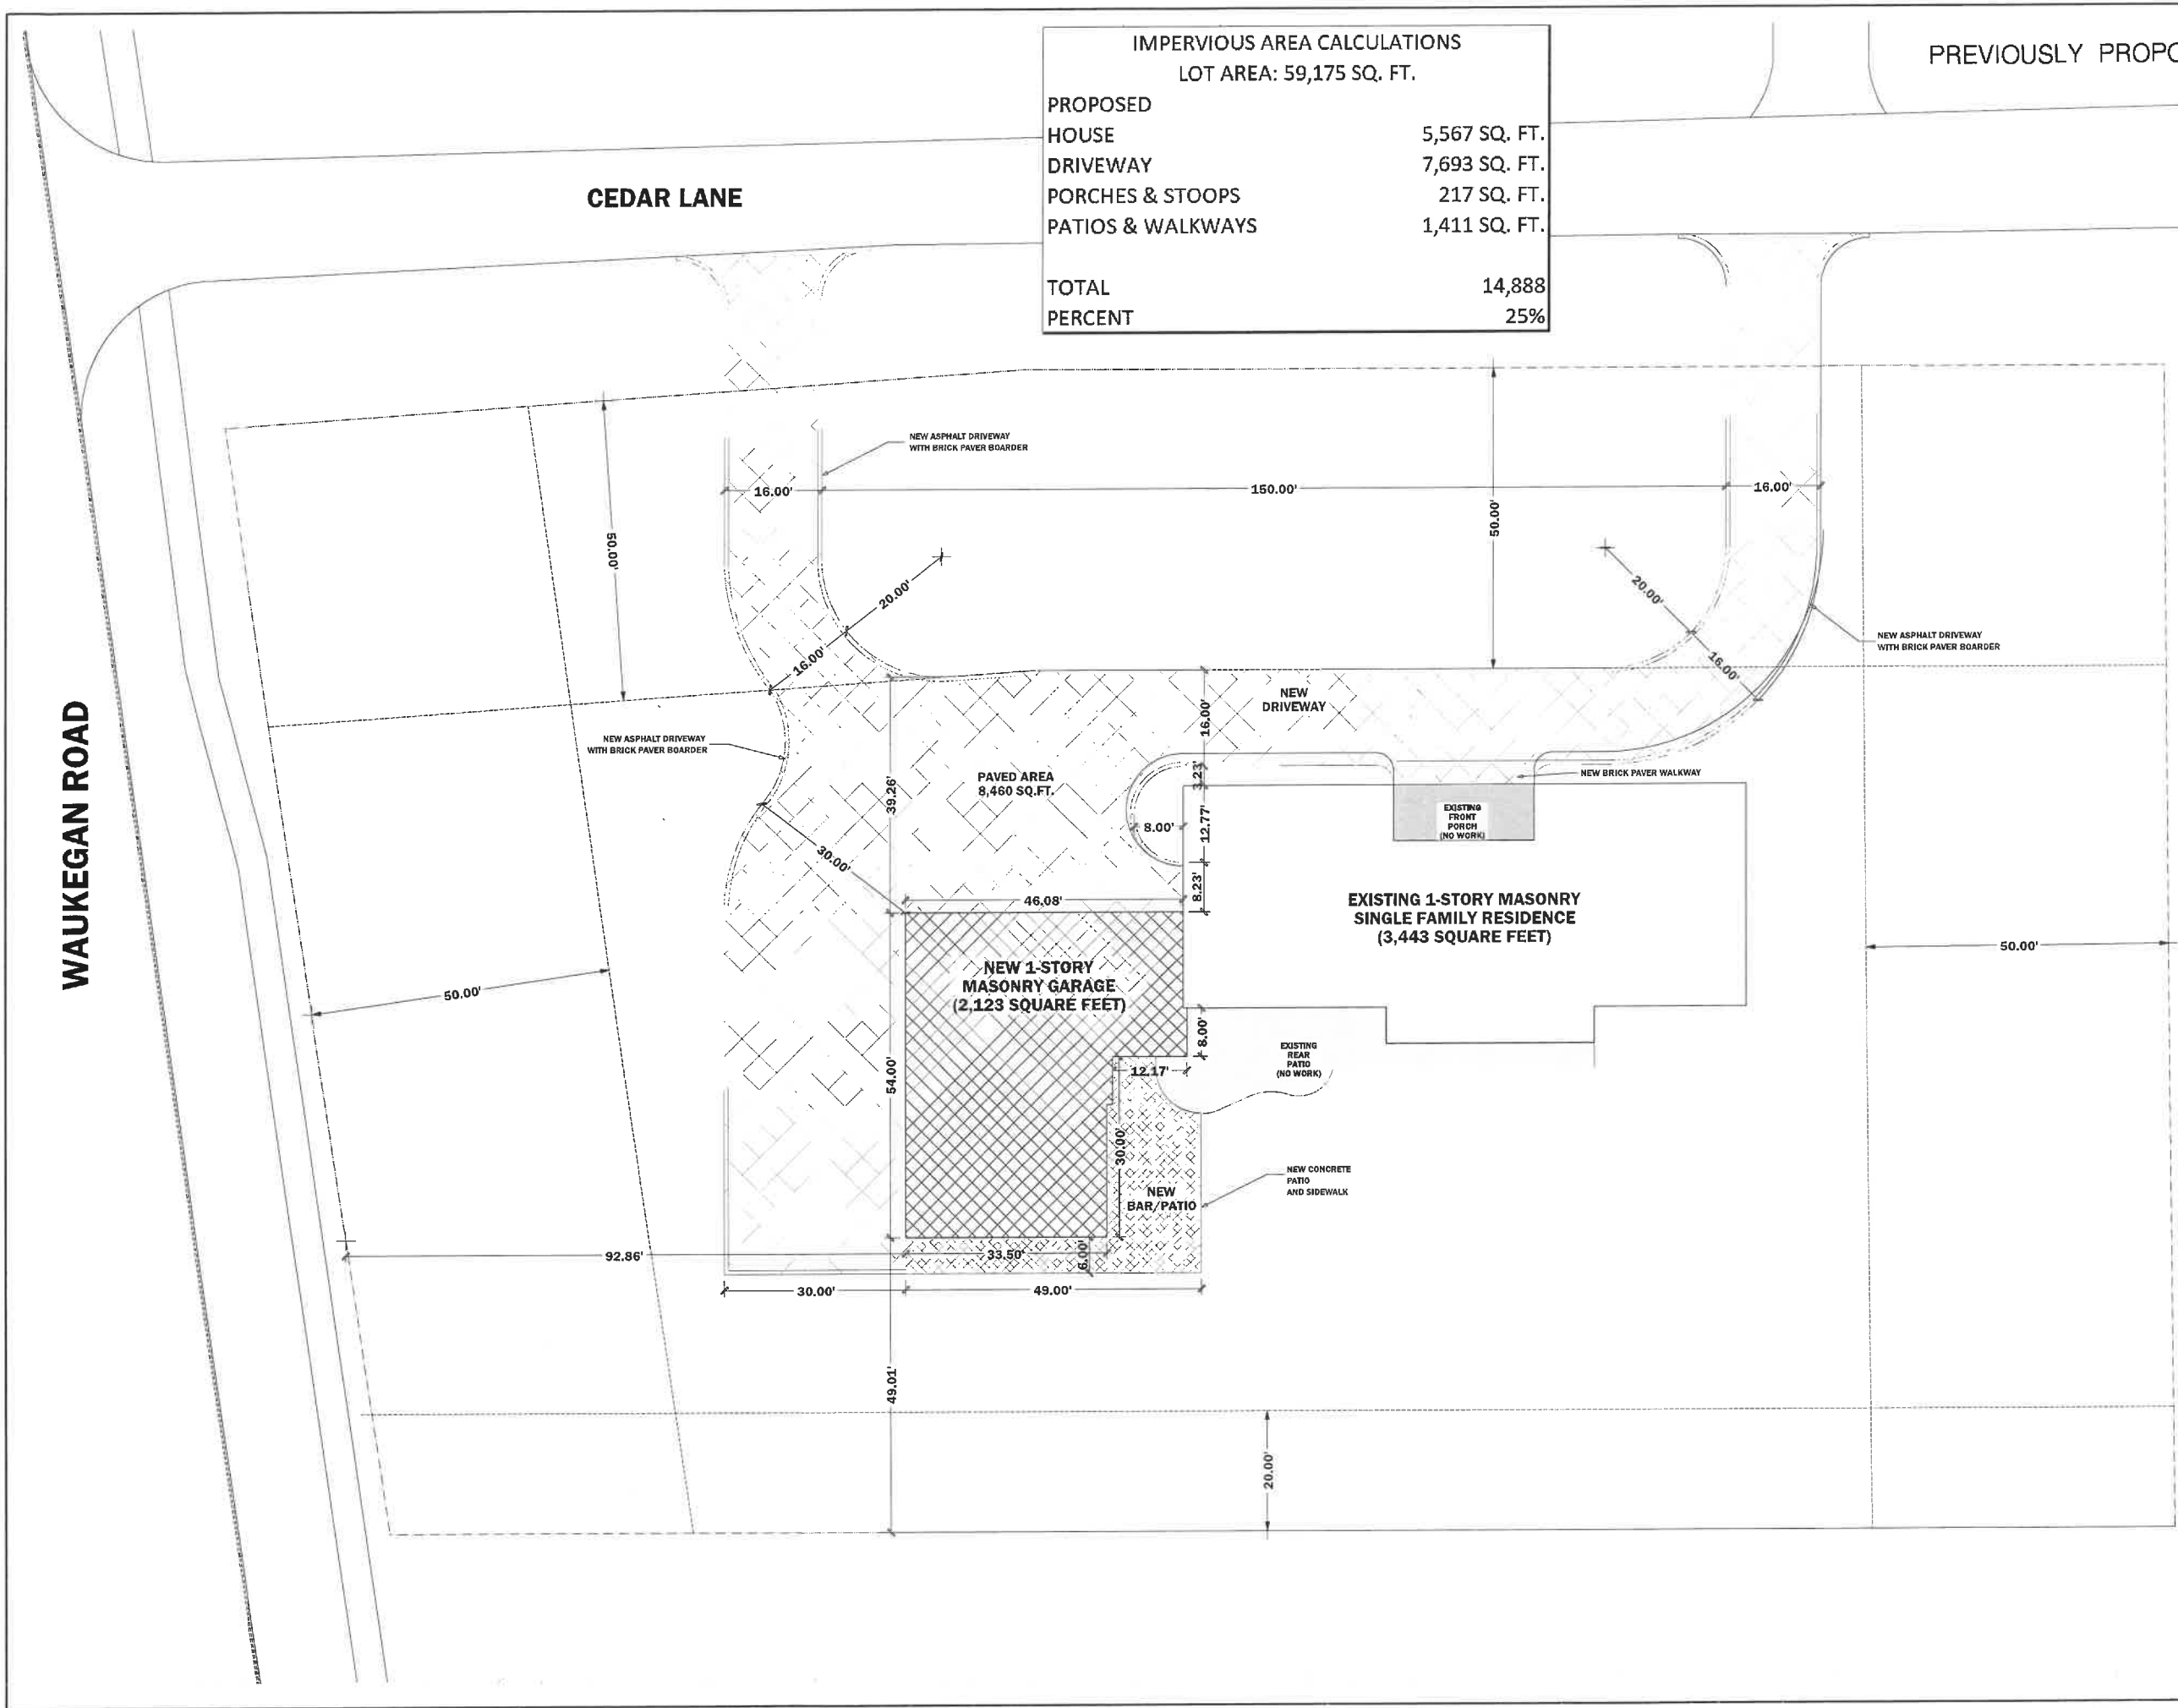 IMPERVIOUS AREA CALCULATIONS
LOT AREA: 59,175 SQ. FT.
PROPOSED
HOUSE 5,567 SQ. FT.
DRIVEWAY 7,693 SQ. FT.
PORCHES & STOOPS 217 SQ. FT.
PATIOS & WALKWAYS 1,411 SQ. FT.
TOTAL 14,888
PERCENT 25%
PREVIOUSLY PROPO
CEDAR LANE
WAUKEGAN ROAD
NEW ASPHALT DRIVEWAY
WITH BRICK PAVER BOARDER
16.00'
150.00'
16.00'
50.00'
50.00'
20.00'
16.00'
20.00'
16.00'
NEW ASPHALT DRIVEWAY
WITH BRICK PAVER BOARDER
NEW
DRIVEWAY
16.00'
NEW ASPHALT DRIVEWAY
WITH BRICK PAVER BOARDER
PAVED AREA
8,460 SQ.FT.
39.26'
3.23'
NEW BRICK PAVER WALKWAY
EXISTING
FRONT
PORCH
(NO WORK)
8.00'
12.77'
30.00'
8.23'
46.08'
EXISTING 1-STORY MASONRY
SINGLE FAMILY RESIDENCE
(3,443 SQUARE FEET)
50.00'
50.00'
NEW 1-STORY
MASONRY GARAGE
(2,123 SQUARE FEET)
8.00'
EXISTING
REAR
PATIO
(NO WORK)
12.17'
54.00'
30.00'
NEW CONCRETE
PATIO
AND SIDEWALK
NEW
BAR/PATIO
92.86'
33.50'
6.00'
30.00'
49.00'
49.01'
20.00'